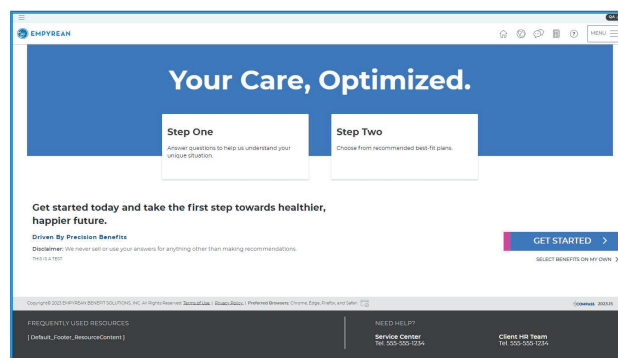 QA
EMPYREAN
MENU
Your Care, Optimized.
Step One
Answer questions to help us understand your
unique situation.
Step Two
Choose from recommended best-fit plans.
Get started today and take the first step towards healthier,
happier future.
Driven By Precision Benefits
Disclaimer: We never sell or use your answers for anything other than making recommendations.
THIS IS A TEST
GET STARTED >
SELECT BENEFITS ON MY OWN >
Copyright© 2023 EMPYREAN BENEFIT SOLUTIONS, INC. All Rights Reserved. Terms of Use / Privacy Policy / Preferred Browsers: Chrome, Edge, Firefox, and Safari
COMPASS
FREQUENTLY USED RESOURCES
[ Default_Footer_ResourceContent ]
NEED HELP?
Service Center
Tel. 555-555-1234
Client HR Team
Tel. 555-555-1234